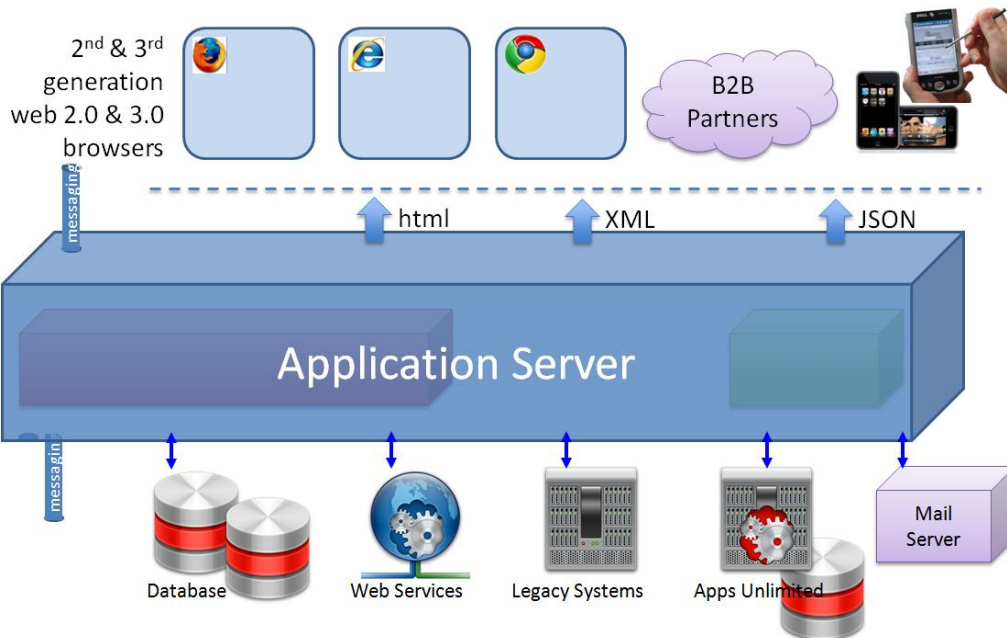 2nd & 3rd
generation
web 2.0 & 3.0
browsers
B2B
Partners
messaging
html
XML
JSON
Application Server
messaging
Database
Web Services
Legacy Systems
Apps Unlimited
Mail
Server